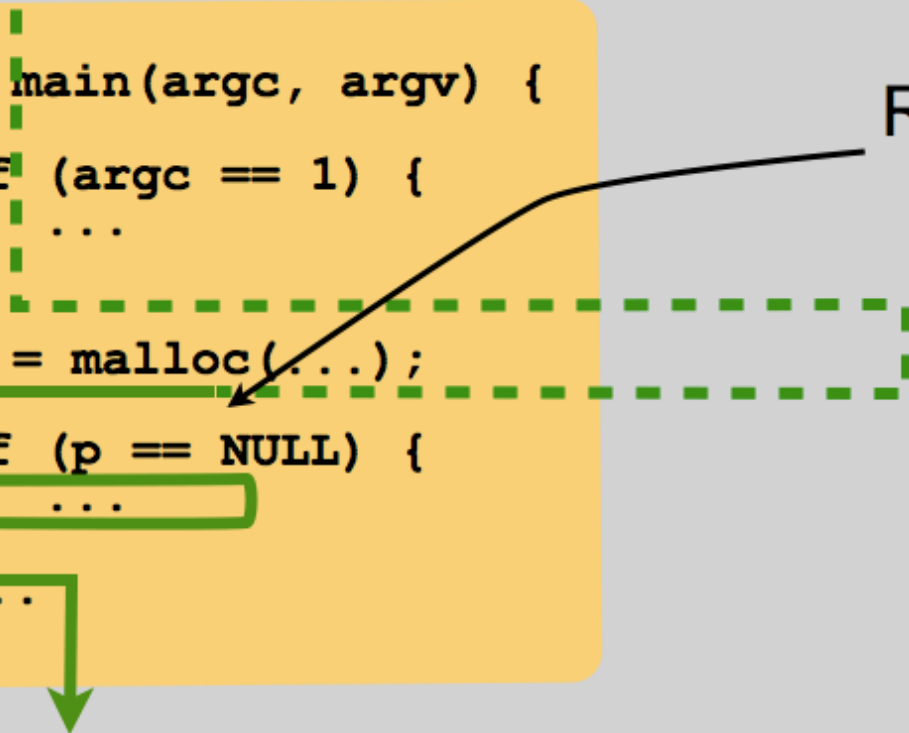 main(argc, argv) {
R
f (argc == 1) {
...
= malloc(...);
f (p == NULL) {
...
..